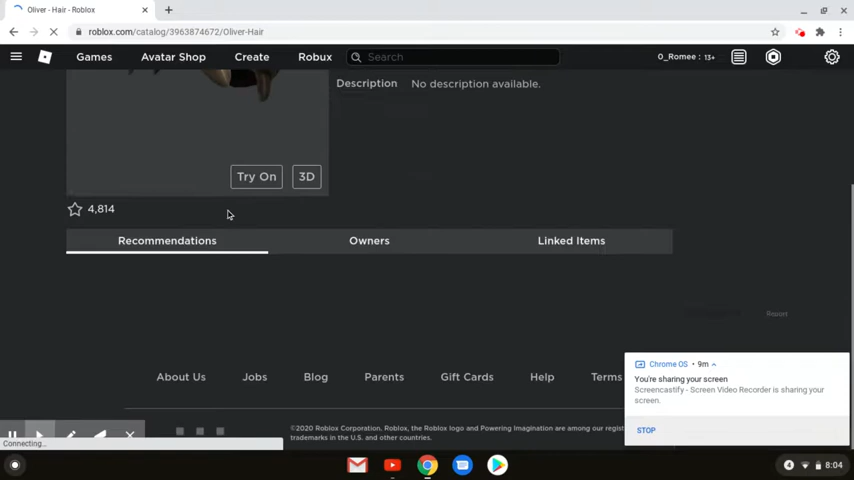 Oliver - Hair - Roblox
roblox.com/catalog/3963874672/Oliver-Hair
Games
Avatar Shop
Create
Robux
Search
0_Romee : 13+
Description
No description available.
Try On
3D
4,814
Recommendations
Owners
Linked Items
Report
About Us
Jobs
Blog
Parents
Gift Cards
Help
Terms
Chrome OS • 9m
You're sharing your screen
Screencastify - Screen Video Recorder is sharing your
screen.
STOP
©2020 Roblox Corporation. Roblox, the Roblox logo and Powering Imagination are among our regist
trademarks in the U.S. and other countries.
Connecting...
4
8:04